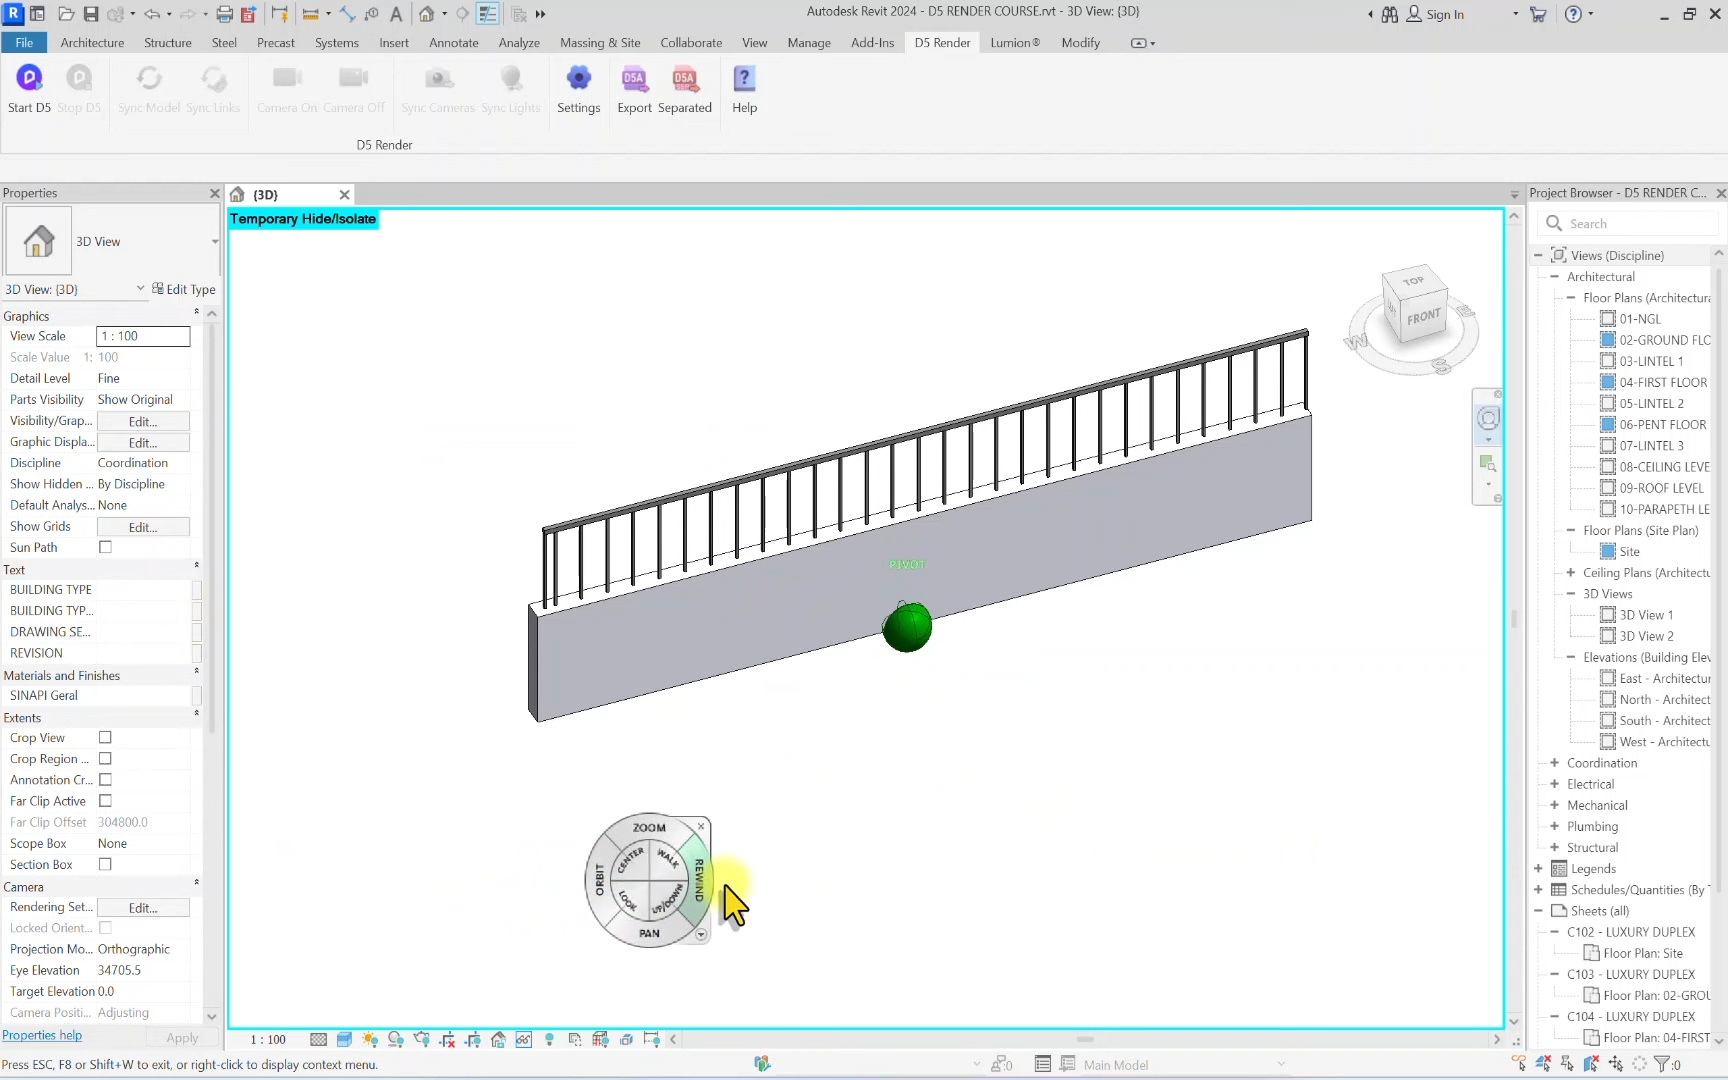 Autodesk Revit 2024 - D5 RENDER COURSE.rvt - 3D View: {3D}
Sign In
File Architecture Structure Steel Precast Systems Insert Annotate Analyze Massing & Site Collaborate View Manage Add-Ins D5 Render Lumion® Modify
Start D5 Stop D5 Sync Model Sync Links Camera On Camera Off Sync Cameras Sync Lights Settings Export Separated Help
D5 Render
Properties
3D View
3D View: {3D}
Edit Type
Graphics
View Scale 1 : 100
Scale Value 1: 100
Detail Level Fine
Parts Visibility Show Original
Visibility/Grap... Edit...
Graphic Displa... Edit...
Discipline Coordination
Show Hidden ... By Discipline
Default Analys... None
Show Grids Edit...
Sun Path
Text
BUILDING TYPE
BUILDING TYP...
DRAWING SE...
REVISION
Materials and Finishes
SINAPI Geral
Extents
Crop View
Crop Region ...
Annotation Cr...
Far Clip Active
Far Clip Offset 304800.0
Scope Box None
Section Box
Camera
Rendering Set... Edit...
Locked Orient...
Projection Mo... Orthographic
Eye Elevation 34705.5
Target Elevation 0.0
Camera Positi... Adjusting
Properties help
Apply
{3D}
Temporary Hide/Isolate
TOP
FRONT
W
S
E
PIVOT
ZOOM
CENTER
WALK
ORBIT
REWIND
LOOK
UP/DOWN
PAN
1 : 100
Project Browser - D5 RENDER C...
Search
Views (Discipline)
Architectural
Floor Plans (Architectura
01-NGL
02-GROUND FLO
03-LINTEL 1
04-FIRST FLOOR
05-LINTEL 2
06-PENT FLOOR
07-LINTEL 3
08-CEILING LEVE
09-ROOF LEVEL
10-PARAPETH LE
Floor Plans (Site Plan)
Site
Ceiling Plans (Architectu
3D Views
3D View 1
3D View 2
Elevations (Building Elev
East - Architectur
North - Architect
South - Architect
West - Architectu
Coordination
Electrical
Mechanical
Plumbing
Structural
Legends
Schedules/Quantities (By
Sheets (all)
C102 - LUXURY DUPLEX
Floor Plan: Site
C103 - LUXURY DUPLEX
Floor Plan: 02-GROU
C104 - LUXURY DUPLEX
Floor Plan: 04-FIRST
Press ESC, F8 or Shift+W to exit, or right-click to display context menu.
:0
Main Model
:0